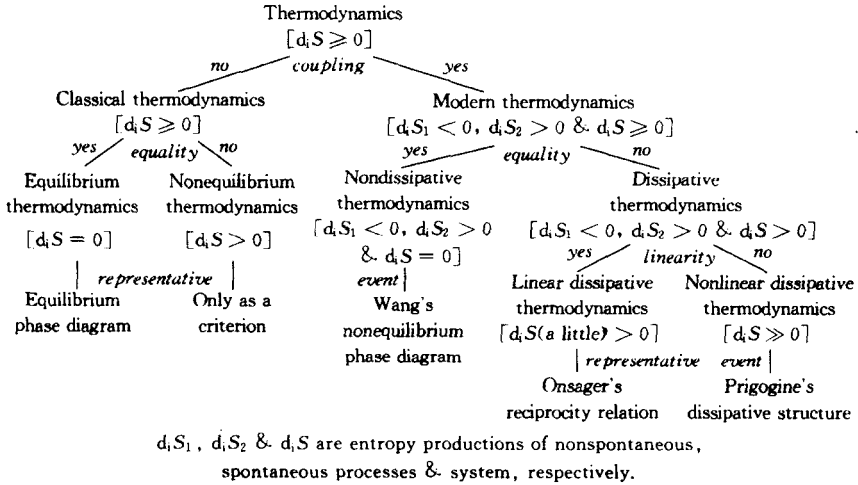 Thermodynamics
[dᵢS ⩾ 0]
no coupling yes
Classical thermodynamics Modern thermodynamics
[dᵢS ⩾ 0] [dᵢS₁ < 0, dᵢS₂ > 0 & dᵢS ⩾ 0]
yes equality no yes equality no
Equilibrium Nonequilibrium Nondissipative Dissipative
thermodynamics thermodynamics thermodynamics thermodynamics
[dᵢS = 0] [dᵢS > 0] [dᵢS₁ < 0, dᵢS₂ > 0 [dᵢS₁ < 0, dᵢS₂ > 0 & dᵢS > 0]
& dᵢS = 0] yes linearity no
representative event Linear dissipative Nonlinear dissipative
Equilibrium Only as a Wang's thermodynamics thermodynamics
phase diagram criterion nonequilibrium [dᵢS(a little) > 0] [dᵢS ≫ 0]
phase diagram representative event
Onsager's Prigogine's
reciprocity relation dissipative structure
dᵢS₁, dᵢS₂ & dᵢS are entropy productions of nonspontaneous,
spontaneous processes & system, respectively.